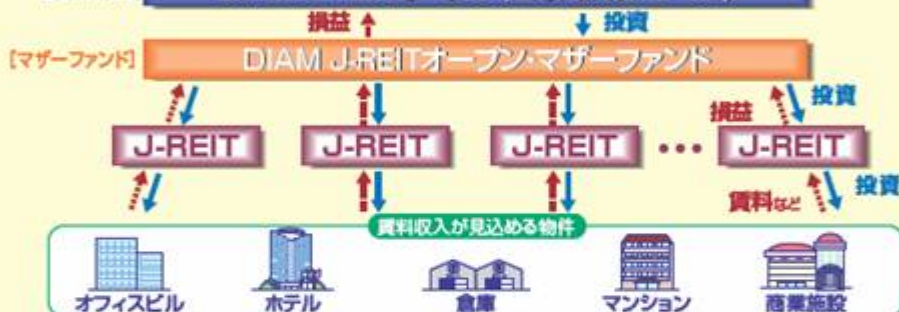 損益 投資
[マザーファンド] DIAM J-REITオープン・マザーファンド
損益 投資
J-REIT J-REIT J-REIT ・・・ J-REIT
賃料など 投資
賃料収入が見込める物件
オフィスビル ホテル 倉庫 マンション 商業施設